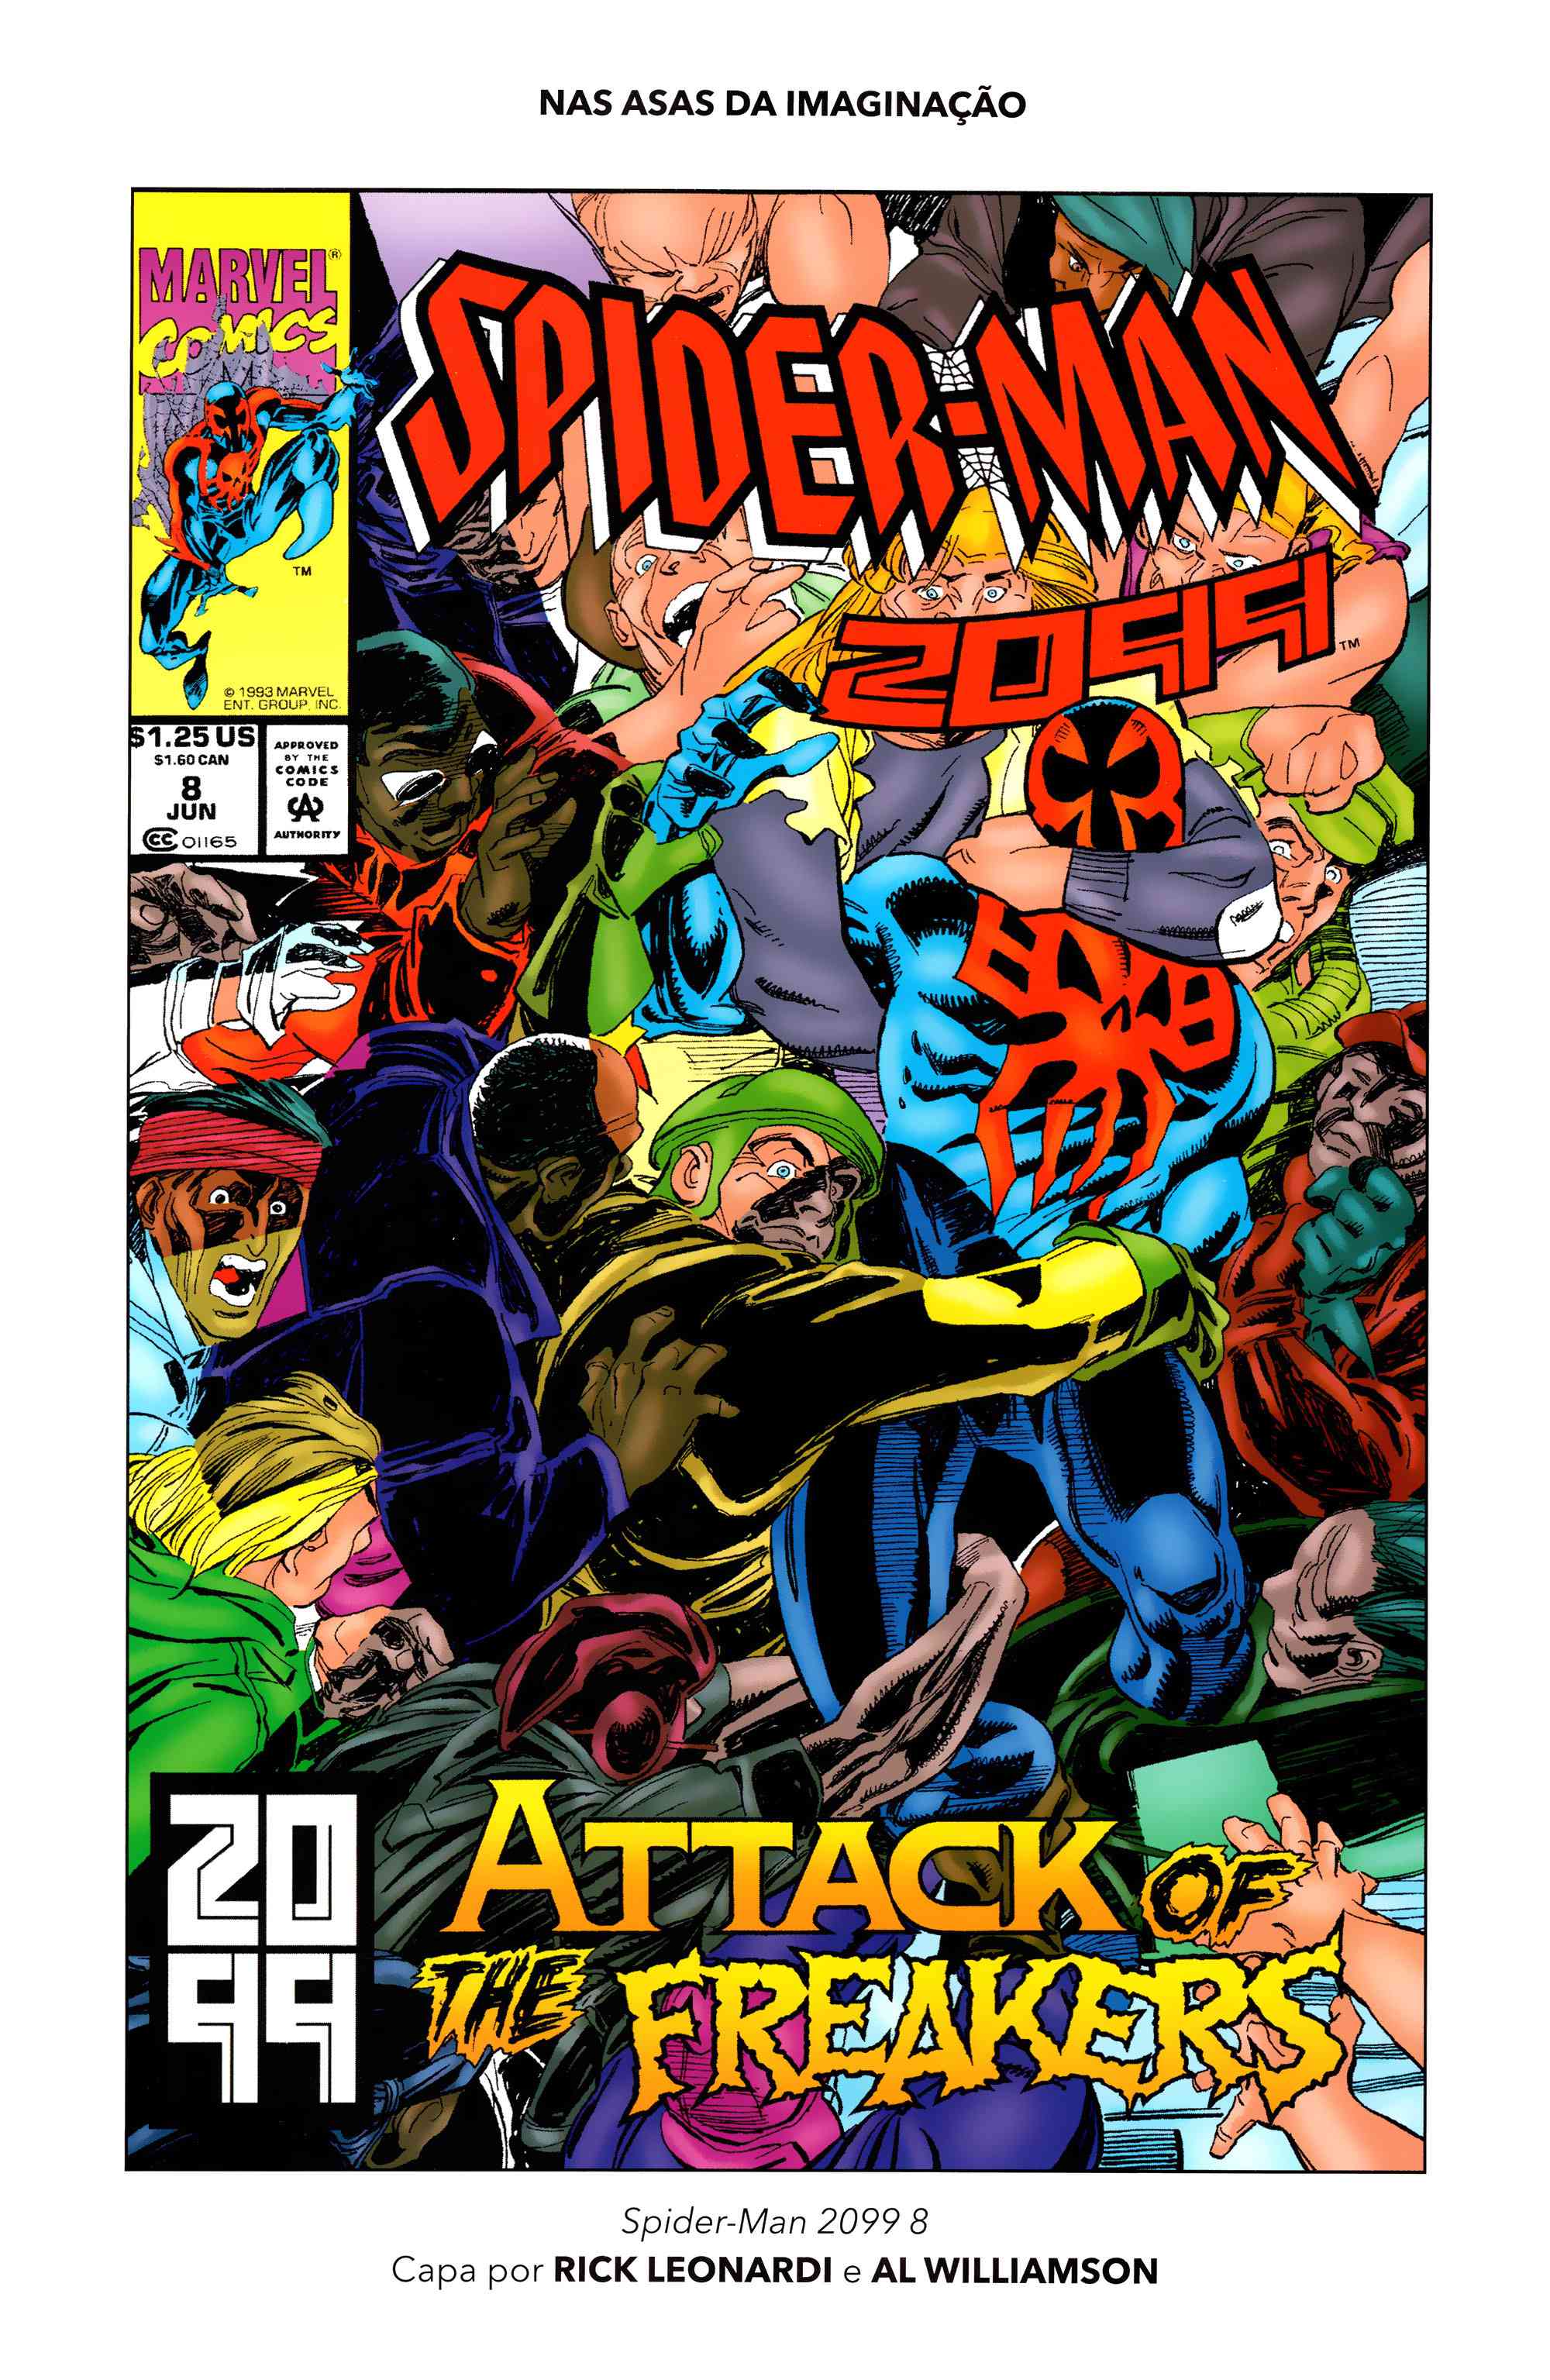 NAS ASAS DA IMAGINAÇÃO
MARVEL®
COMICS
TM
© 1993 MARVEL
ENT. GROUP, INC.
$1.25 US
$1.60 CAN
8
JUN
CC 01165
APPROVED
BY THE
COMICS
CODE
CA
AUTHORITY
SPIDER-MAN
2099 TM
20
99
ATTACK OF
THE FREAKERS
Spider-Man 2099 8
Capa por RICK LEONARDI e AL WILLIAMSON